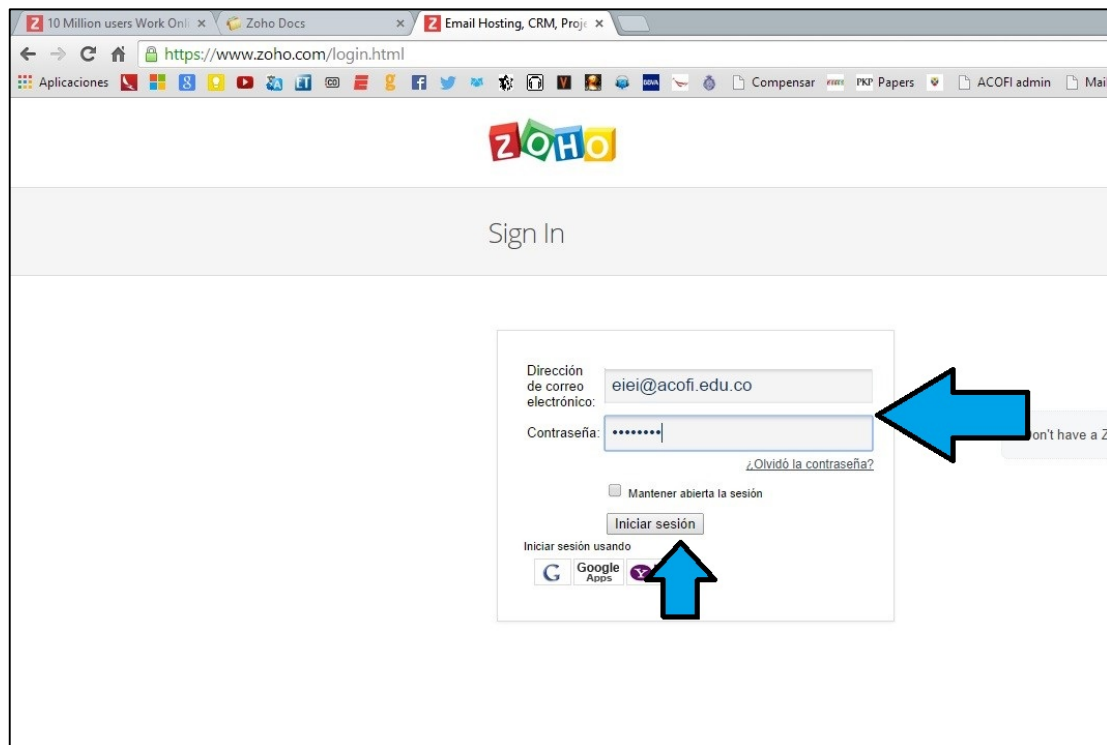 10 Million users Work Onli
Zoho Docs
Email Hosting, CRM, Proje
https://www.zoho.com/login.html
Aplicaciones
Compensar
PKP Papers
ACOFI admin
Mai
ZOHO
Sign In
Dirección
de correo
electrónico:
eiei@acofi.edu.co
Contraseña:
on't have a Z
¿Olvidó la contraseña?
Mantener abierta la sesión
Iniciar sesión
Iniciar sesión usando
G Google
Apps
Y